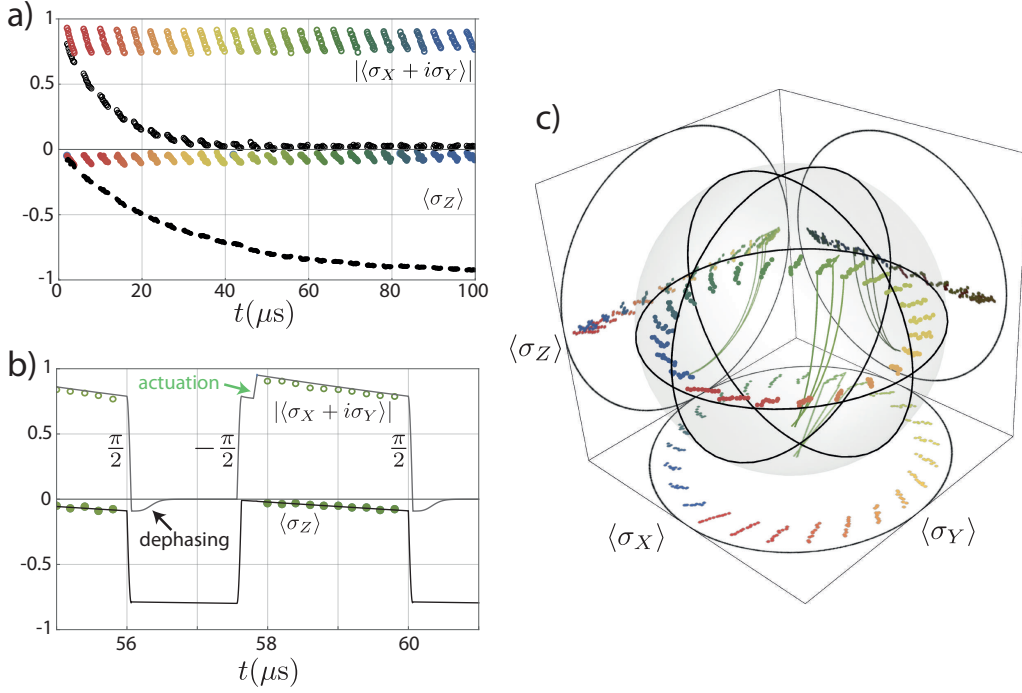 a)
1
0.5
0
-0.5
-1
|⟨σ_X + iσ_Y⟩|
⟨σ_Z⟩
0 20 40 60 80 100
t(μs)
b)
1
0.5
0
-0.5
-1
actuation
|⟨σ_X + iσ_Y⟩|
π/2
−π/2
π/2
⟨σ_Z⟩
dephasing
56 58 60
t(μs)
c)
⟨σ_Z⟩
⟨σ_X⟩
⟨σ_Y⟩